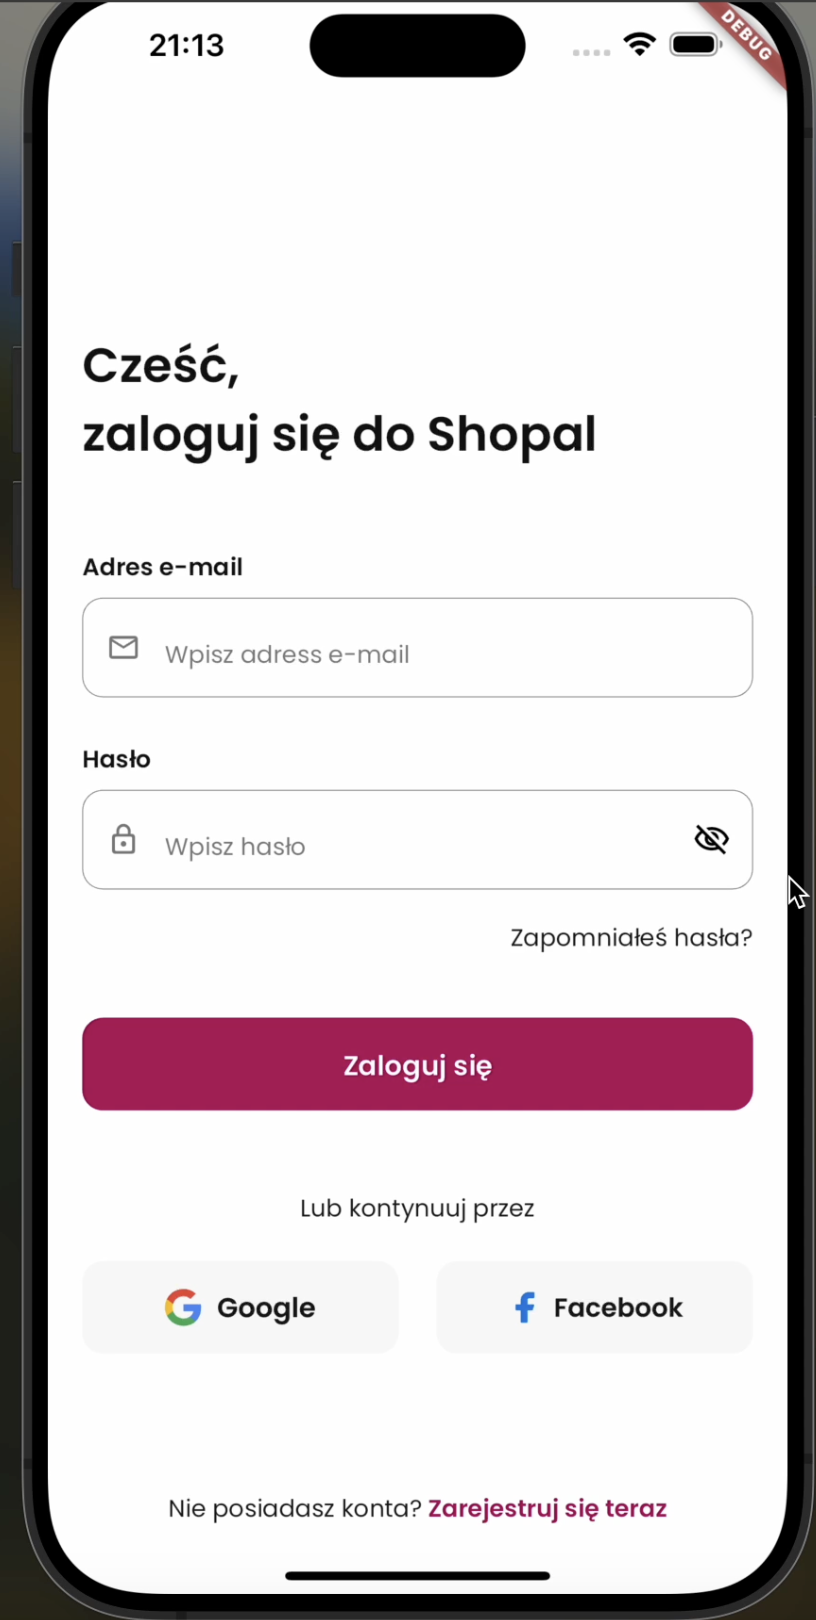 21:13
DEBUG
Cześć,
zaloguj się do Shopal
Adres e-mail
Wpisz adress e-mail
Hasło
Wpisz hasło
Zapomniałeś hasła?
Zaloguj się
Lub kontynuuj przez
Google
Facebook
Nie posiadasz konta? Zarejestruj się teraz